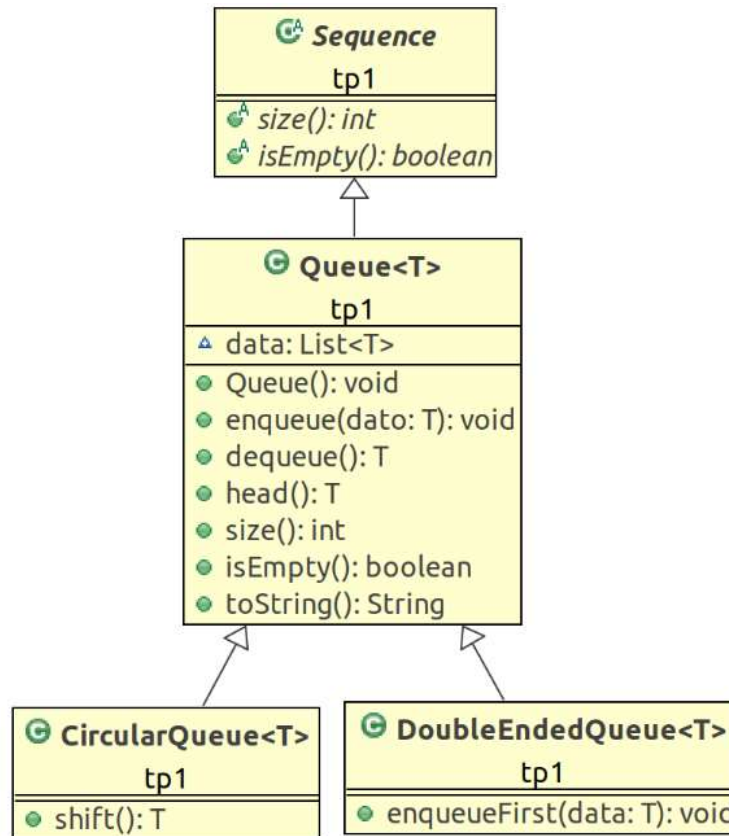 Sequence
tp1
size(): int
isEmpty(): boolean
Queue<T>
tp1
data: List<T>
Queue(): void
enqueue(dato: T): void
dequeue(): T
head(): T
size(): int
isEmpty(): boolean
toString(): String
CircularQueue<T>
tp1
shift(): T
DoubleEndedQueue<T>
tp1
enqueueFirst(data: T): void